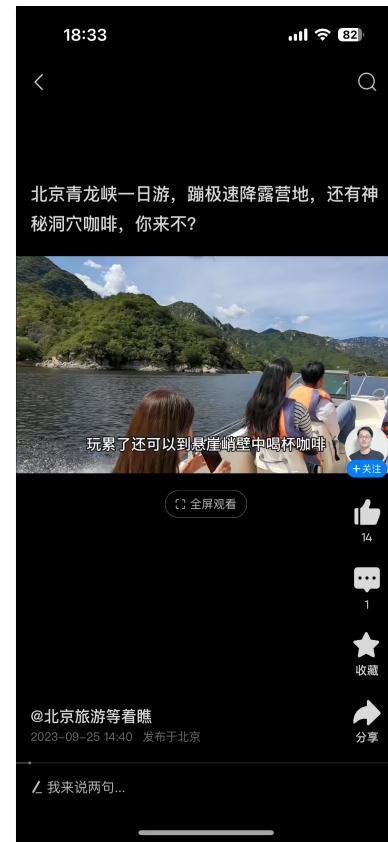 18:33
82
北京青龙峡一日游，蹦极速降露营地，还有神
秘洞穴咖啡，你来不？
玩累了还可以到悬崖峭壁中喝杯咖啡
+关注
全屏观看
14
1
收藏
@北京旅游等着瞧
2023-09-25 14:40 发布于北京
分享
我来说两句...